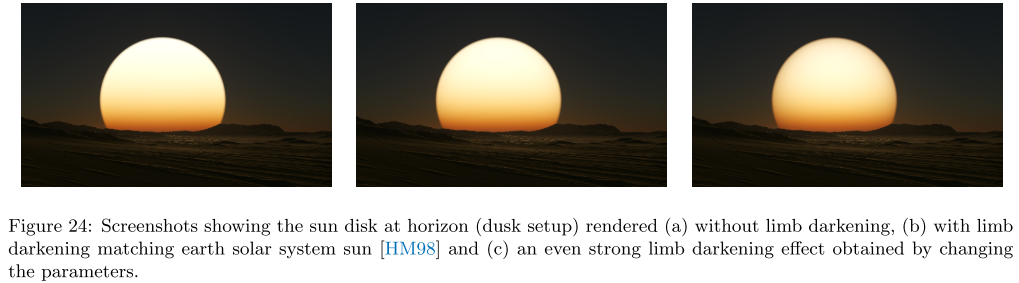 Figure 24: Screenshots showing the sun disk at horizon (dusk setup) rendered (a) without limb darkening, (b) with limb
darkening matching earth solar system sun [HM98] and (c) an even strong limb darkening effect obtained by changing
the parameters.